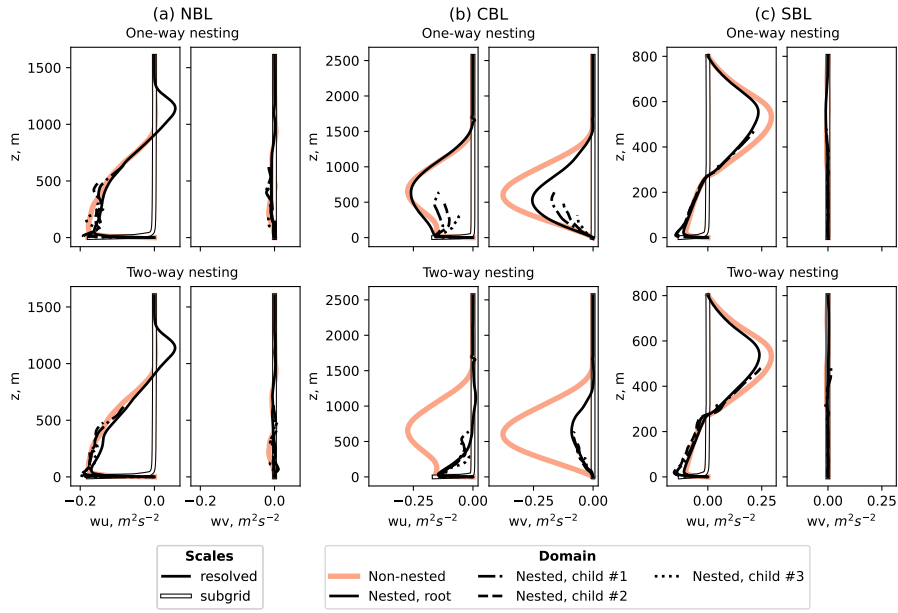 (a) NBL
(b) CBL
(c) SBL
One-way nesting
One-way nesting
One-way nesting
z, m
1500
1000
500
0
z, m
2500
2000
1500
1000
500
0
z, m
800
600
400
200
0
Two-way nesting
Two-way nesting
Two-way nesting
z, m
1500
1000
500
0
z, m
2500
2000
1500
1000
500
0
z, m
800
600
400
200
0
−0.2 0.0
−0.2 0.0
−0.25 0.00
−0.25 0.00
0.00 0.25
0.00 0.25
wu, m²s⁻²
wv, m²s⁻²
wu, m²s⁻²
wv, m²s⁻²
wu, m²s⁻²
wv, m²s⁻²
Scales
resolved
subgrid
Domain
Non-nested
Nested, root
Nested, child #1
Nested, child #2
Nested, child #3